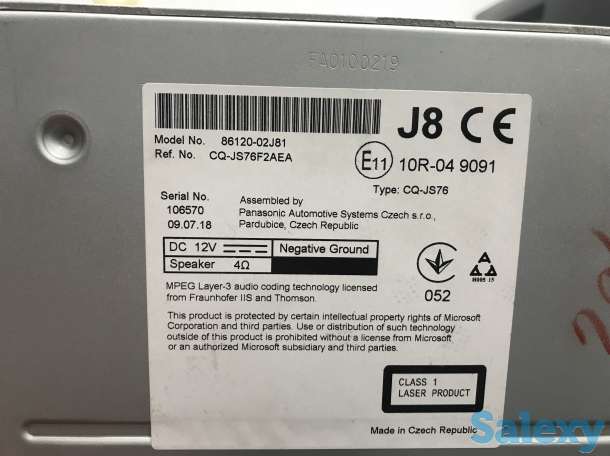 FA0100219
J8 CE
Model No. 86120-02J81
Ref. No. CQ-JS76F2AEA
E11 10R-04 9091
Type: CQ-JS76
Serial No.
106570
09.07.18
Assembled by
Panasonic Automotive Systems Czech s.r.o.,
Pardubice, Czech Republic
DC 12V Negative Ground
Speaker 4Ω
052
MPEG Layer-3 audio coding technology licensed
from Fraunhofer IIS and Thomson.
This product is protected by certain intellectual property rights of Microsoft
Corporation and third parties. Use or distribution of such technology
outside of this product is prohibited without a license from Microsoft
or an authorized Microsoft subsidiary and third parties.
CLASS 1
LASER PRODUCT
Made in Czech Republic
Salexy